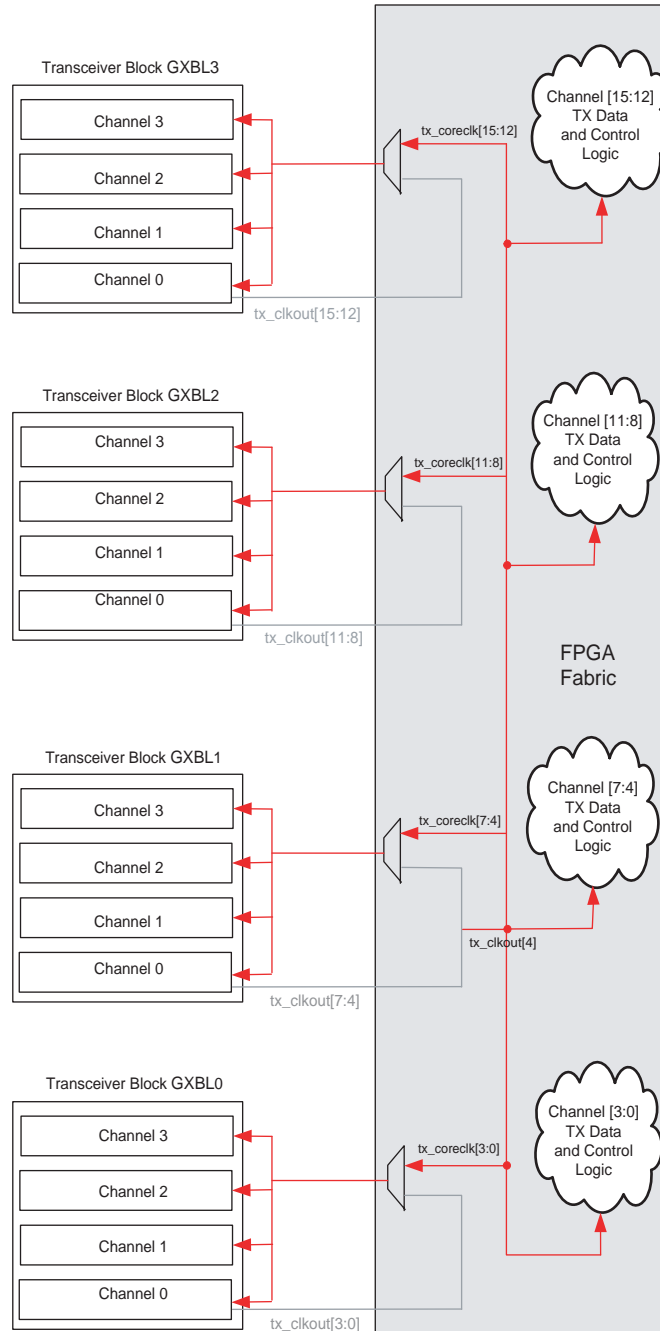 Transceiver Block GXBL3
Channel 3
Channel 2
Channel 1
Channel 0
tx_clkout[15:12]
tx_coreclk[15:12]
Channel [15:12]
TX Data
and Control
Logic
Transceiver Block GXBL2
Channel 3
Channel 2
Channel 1
Channel 0
tx_clkout[11:8]
tx_coreclk[11:8]
Channel [11:8]
TX Data
and Control
Logic
FPGA
Fabric
Transceiver Block GXBL1
Channel 3
Channel 2
Channel 1
Channel 0
tx_clkout[7:4]
tx_coreclk[7:4]
tx_clkout[4]
Channel [7:4]
TX Data
and Control
Logic
Transceiver Block GXBL0
Channel 3
Channel 2
Channel 1
Channel 0
tx_clkout[3:0]
tx_coreclk[3:0]
Channel [3:0]
TX Data
and Control
Logic